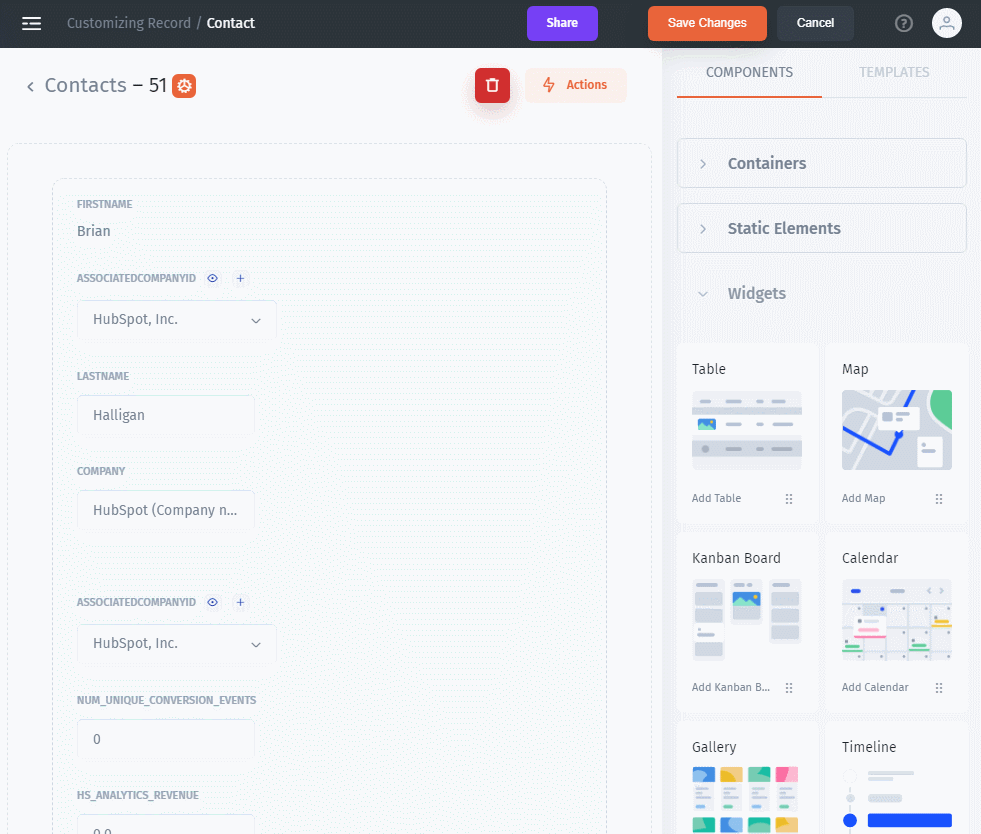 Customizing Record / Contact
Share
Save Changes
Cancel
?
Contacts – 51
Actions
COMPONENTS
TEMPLATES
Containers
Static Elements
Widgets
FIRSTNAME
Brian
ASSOCIATEDCOMPANYID
HubSpot, Inc.
LASTNAME
Halligan
COMPANY
HubSpot (Company n...
ASSOCIATEDCOMPANYID
HubSpot, Inc.
NUM_UNIQUE_CONVERSION_EVENTS
0
HS_ANALYTICS_REVENUE
0.0
Table
Map
Add Table
Add Map
Kanban Board
Calendar
Add Kanban B...
Add Calendar
Gallery
Timeline